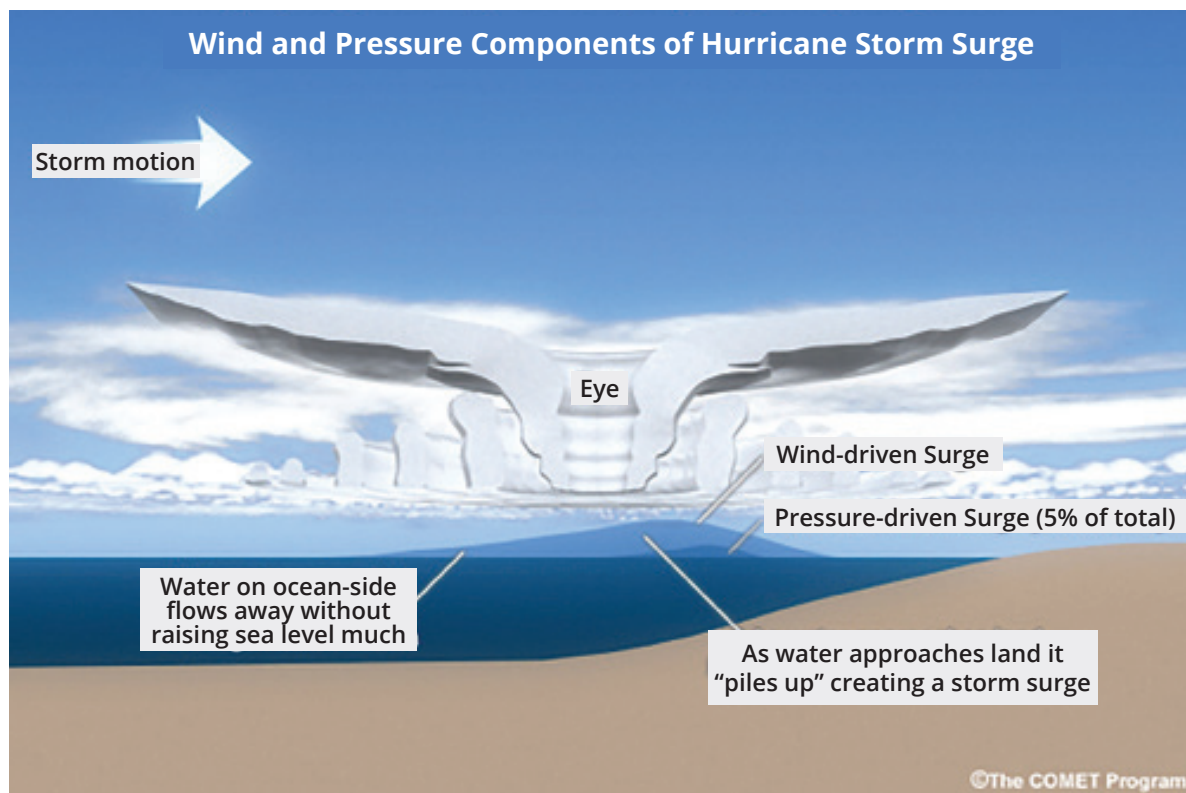 Wind and Pressure Components of Hurricane Storm Surge
Storm motion
Eye
Wind-driven Surge
Pressure-driven Surge (5% of total)
Water on ocean-side
flows away without
raising sea level much
As water approaches land it
“piles up” creating a storm surge
©The COMET Program